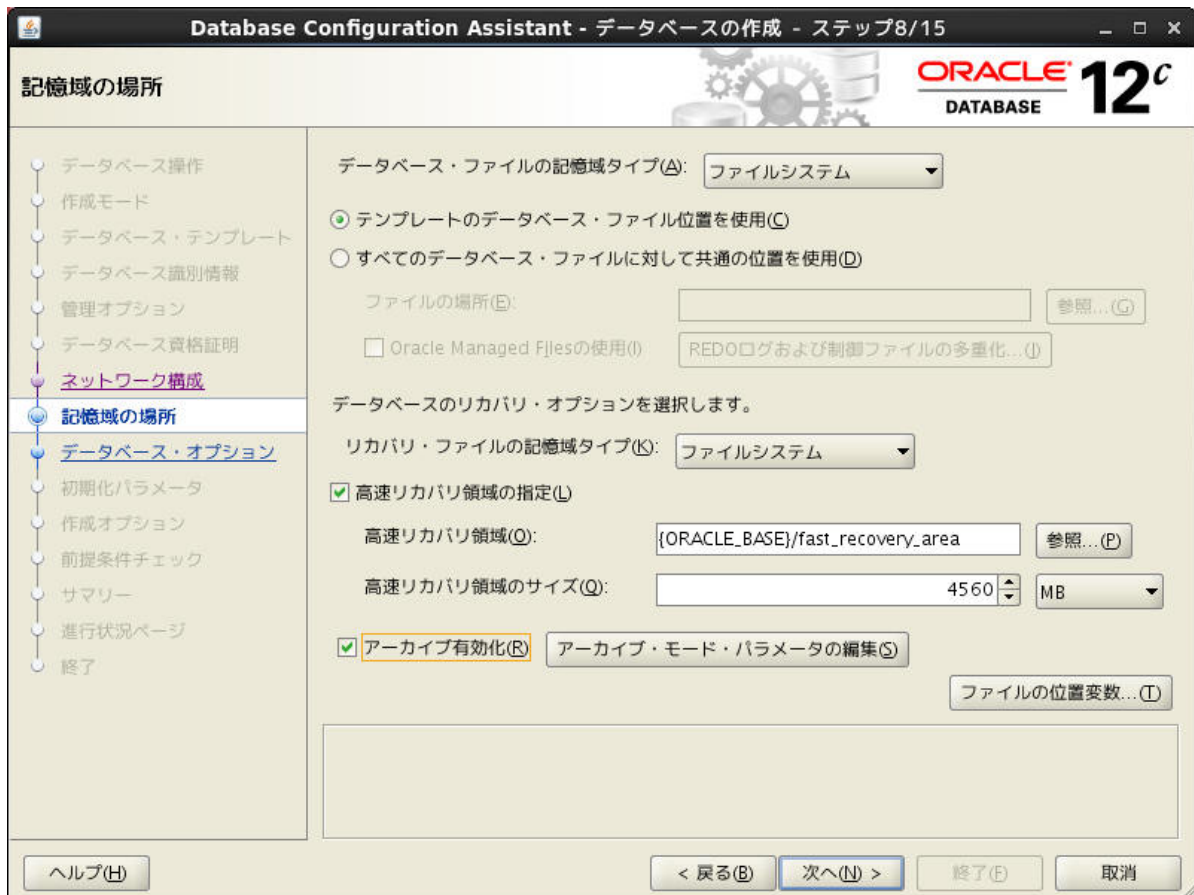 Database Configuration Assistant - データベースの作成 - ステップ8/15
記憶域の場所
ORACLE DATABASE 12c
データベース操作
作成モード
データベース・テンプレート
データベース識別情報
管理オプション
データベース資格証明
ネットワーク構成
記憶域の場所
データベース・オプション
初期化パラメータ
作成オプション
前提条件チェック
サマリー
進行状況ページ
終了
データベース・ファイルの記憶域タイプ(A): ファイルシステム
テンプレートのデータベース・ファイル位置を使用(C)
すべてのデータベース・ファイルに対して共通の位置を使用(D)
ファイルの場所(E): 参照...(G)
Oracle Managed Filesの使用(I) REDOログおよび制御ファイルの多重化...(J)
データベースのリカバリ・オプションを選択します。
リカバリ・ファイルの記憶域タイプ(K): ファイルシステム
高速リカバリ領域の指定(L)
高速リカバリ領域(O): {ORACLE_BASE}/fast_recovery_area 参照...(P)
高速リカバリ領域のサイズ(Q): 4560 MB
アーカイブ有効化(R) アーカイブ・モード・パラメータの編集(S)
ファイルの位置変数...(T)
ヘルプ(H) < 戻る(B) 次へ(N) > 終了(F) 取消